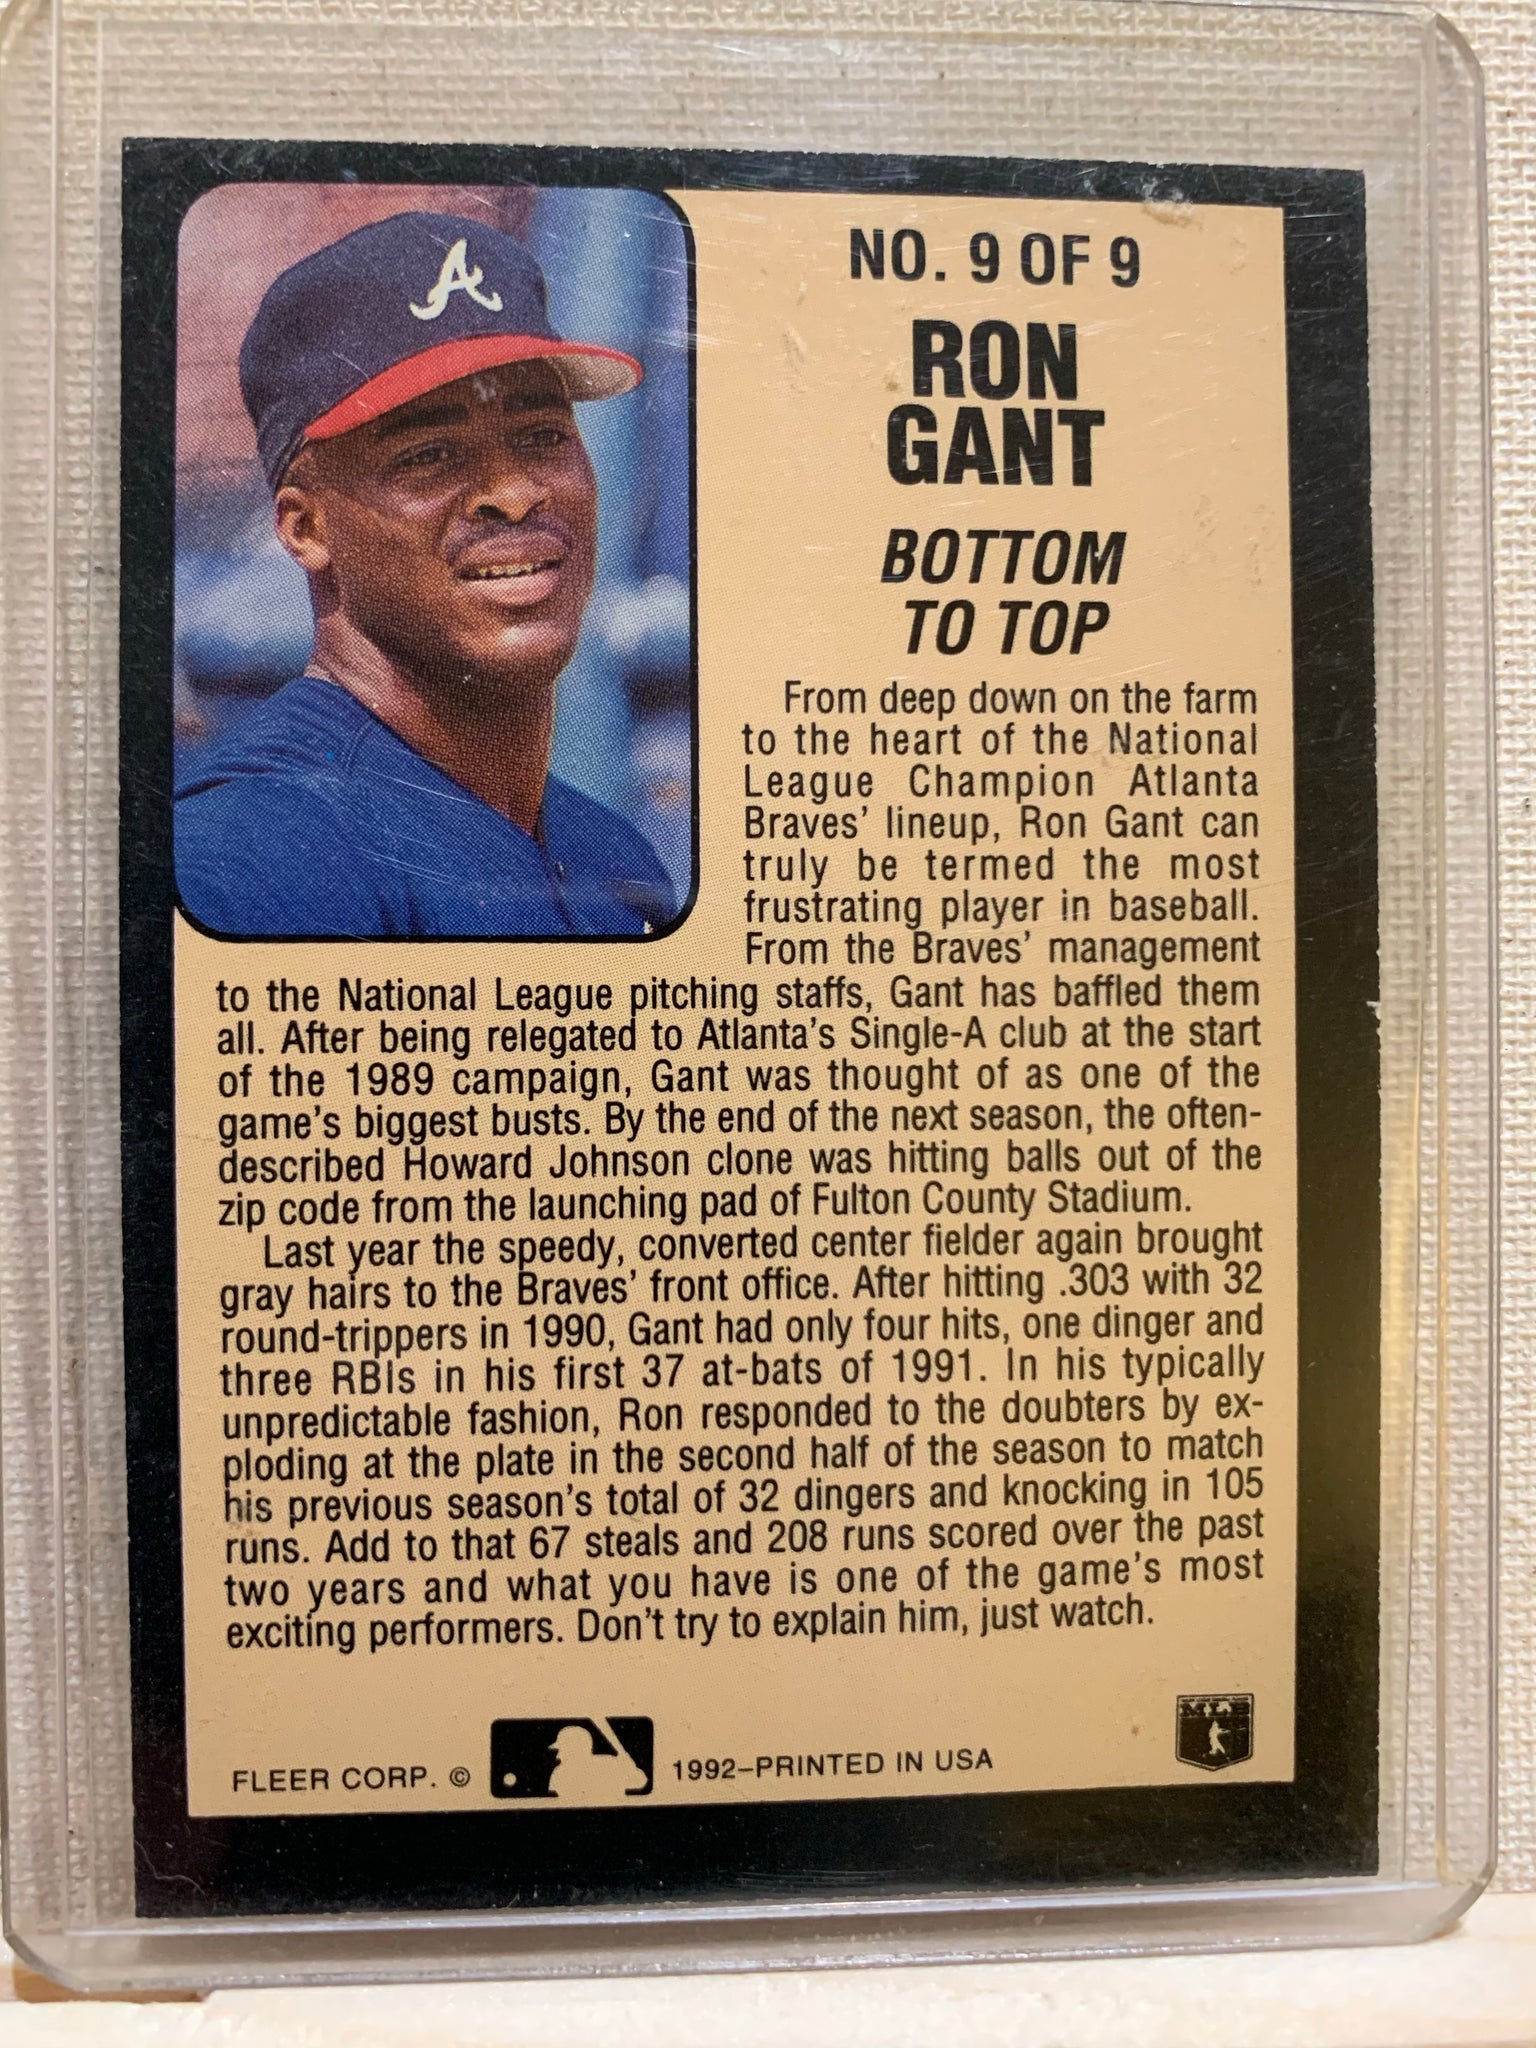 A
NO. 9 OF 9
RON
GANT
BOTTOM
TO TOP
From deep down on the farm
to the heart of the National
League Champion Atlanta
Braves' lineup, Ron Gant can
truly be termed the most
frustrating player in baseball.
From the Braves' management
to the National League pitching staffs, Gant has baffled them
all. After being relegated to Atlanta's Single-A club at the start
of the 1989 campaign, Gant was thought of as one of the
game's biggest busts. By the end of the next season, the often-
described Howard Johnson clone was hitting balls out of the
zip code from the launching pad of Fulton County Stadium.
Last year the speedy, converted center fielder again brought
gray hairs to the Braves' front office. After hitting .303 with 32
round-trippers in 1990, Gant had only four hits, one dinger and
three RBIs in his first 37 at-bats of 1991. In his typically
unpredictable fashion, Ron responded to the doubters by ex-
ploding at the plate in the second half of the season to match
his previous season's total of 32 dingers and knocking in 105
runs. Add to that 67 steals and 208 runs scored over the past
two years and what you have is one of the game's most
exciting performers. Don't try to explain him, just watch.
FLEER CORP. © 1992–PRINTED IN USA
MLB